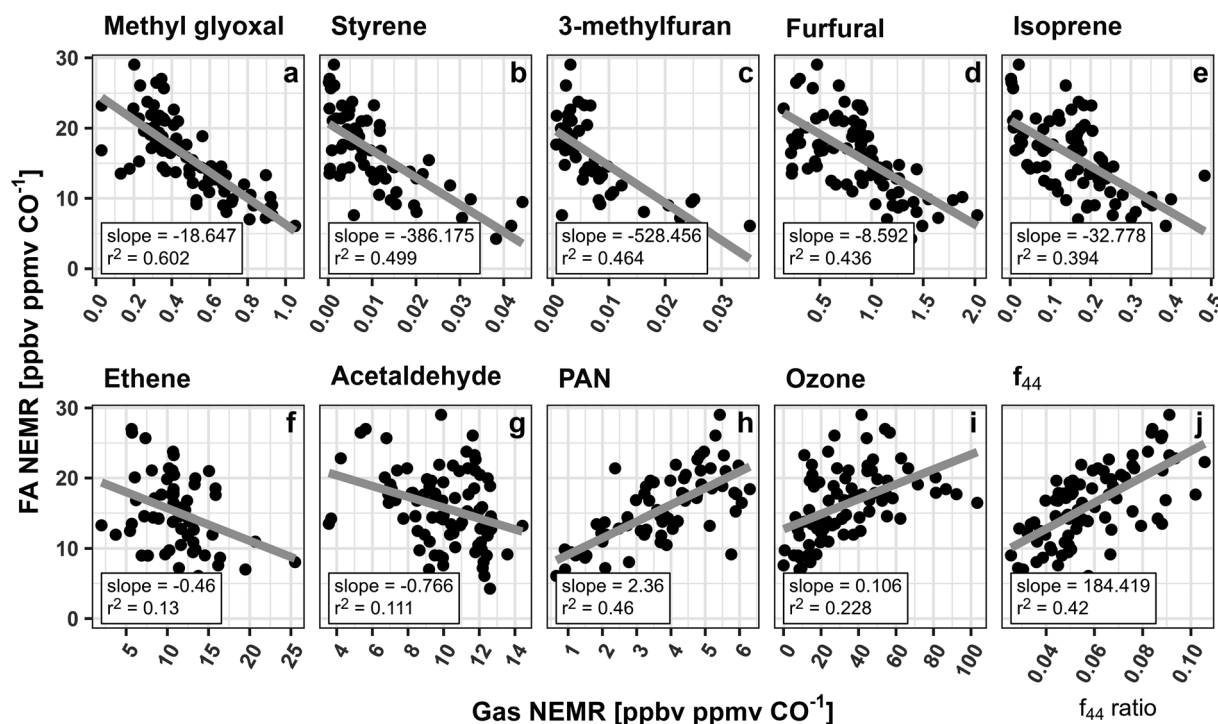 Methyl glyoxal
Styrene
3-methylfuran
Furfural
Isoprene
a
b
c
d
e
30
20
10
0
slope = -18.647
r² = 0.602
slope = -386.175
r² = 0.499
slope = -528.456
r² = 0.464
slope = -8.592
r² = 0.436
slope = -32.778
r² = 0.394
0.0 0.2 0.4 0.6 0.8 1.0
0.00 0.01 0.02 0.03 0.04
0.00 0.01 0.02 0.03
0.5 1.0 1.5 2.0
0.0 0.1 0.2 0.3 0.4 0.5
FA NEMR [ppbv ppmv CO⁻¹]
Ethene
Acetaldehyde
PAN
Ozone
f₄₄
f
g
h
i
j
30
20
10
0
slope = -0.46
r² = 0.13
slope = -0.766
r² = 0.111
slope = 2.36
r² = 0.46
slope = 0.106
r² = 0.228
slope = 184.419
r² = 0.42
5 10 15 20 25
4 6 8 10 12 14
1 2 3 4 5 6
0 20 40 60 80 100
0.04 0.06 0.08 0.10
Gas NEMR [ppbv ppmv CO⁻¹]
f₄₄ ratio